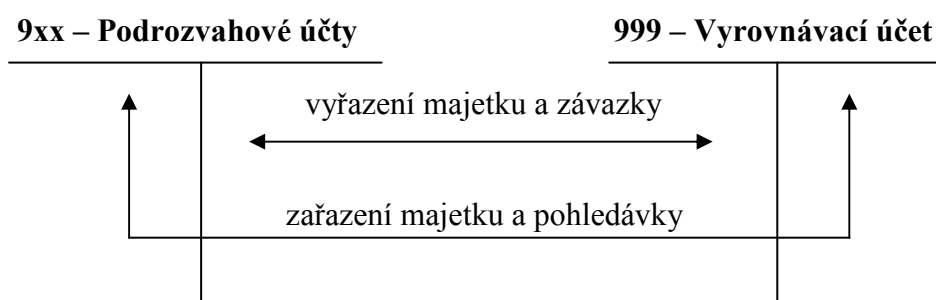 9xx – Podrozvahové účty
999 – Vyrovnávací účet
vyřazení majetku a závazky
zařazení majetku a pohledávky